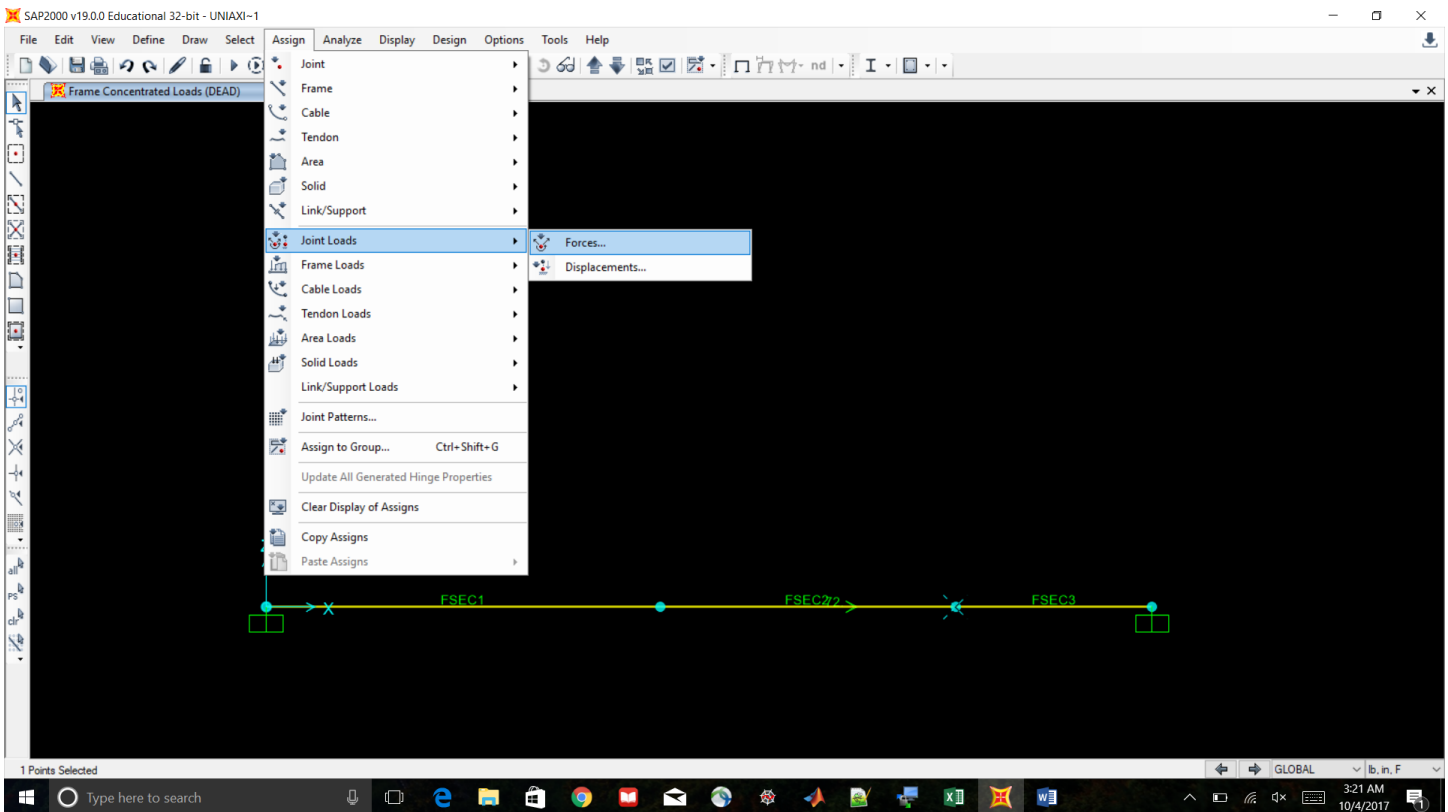 SAP2000 v19.0.0 Educational 32-bit - UNIAXI~1
File Edit View Define Draw Select Assign Analyze Display Design Options Tools Help
nd
Frame Concentrated Loads (DEAD)
Joint
Frame
Cable
Tendon
Area
Solid
Link/Support
Joint Loads
Forces...
Displacements...
Frame Loads
Cable Loads
Tendon Loads
Area Loads
Solid Loads
Link/Support Loads
Joint Patterns...
Assign to Group... Ctrl+Shift+G
Update All Generated Hinge Properties
Clear Display of Assigns
Copy Assigns
Paste Assigns
all
PS
clr
X
FSEC1
FSEC2
FSEC3
1 Points Selected
GLOBAL
lb, in, F
Type here to search
3:21 AM
10/4/2017